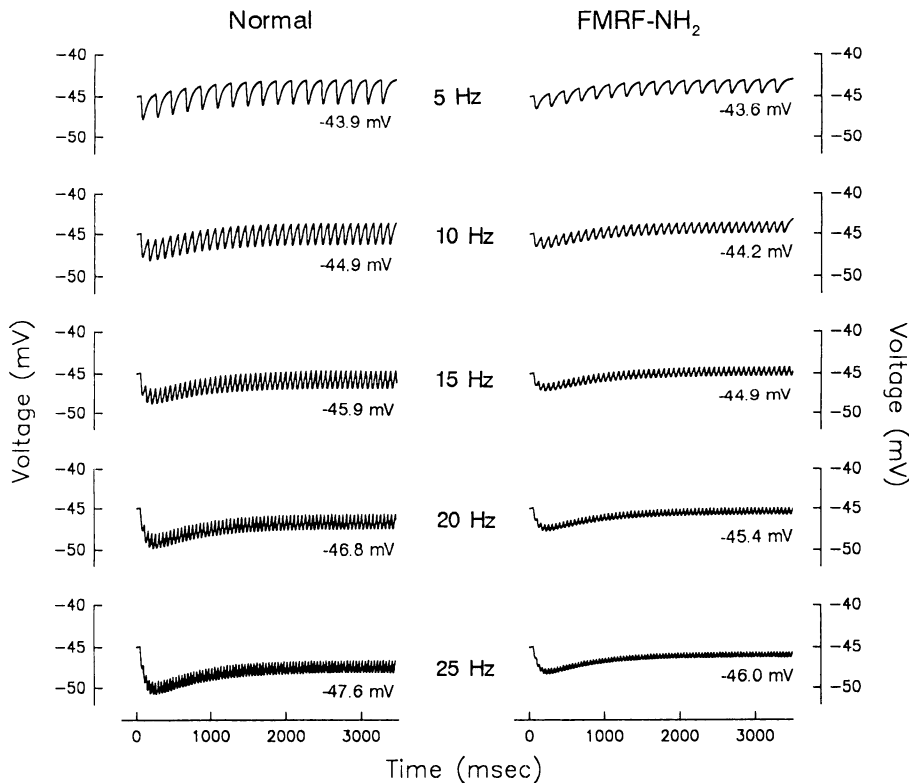 Normal
FMRF-NH2
-40
-45
-50
-43.9 mV
5 Hz
-43.6 mV
-40
-45
-50
-40
-45
-50
-44.9 mV
10 Hz
-44.2 mV
-40
-45
-50
-40
-45
-50
-45.9 mV
15 Hz
-44.9 mV
-40
-45
-50
-40
-45
-50
-46.8 mV
20 Hz
-45.4 mV
-40
-45
-50
-40
-45
-50
-47.6 mV
25 Hz
-46.0 mV
-40
-45
-50
Voltage (mV)
Voltage (mV)
0 1000 2000 3000
0 1000 2000 3000
Time (msec)